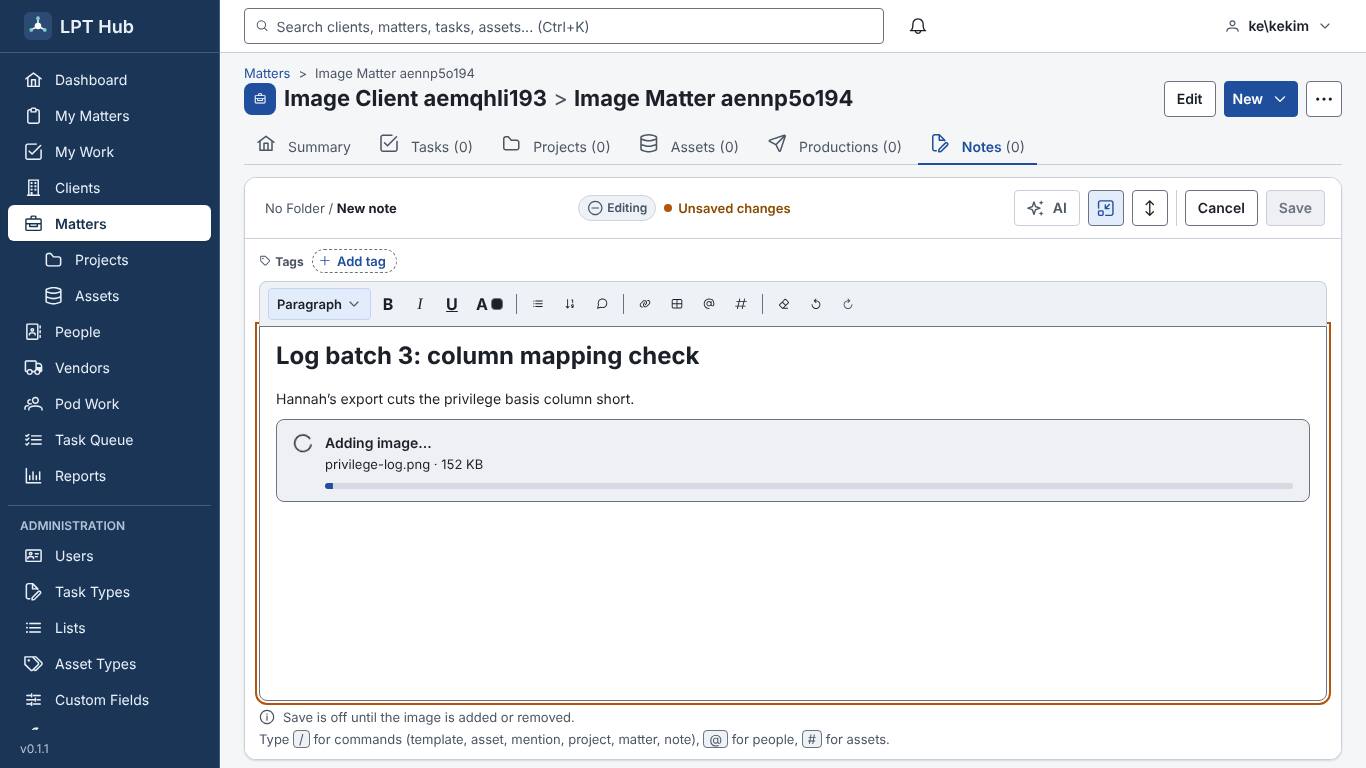 LPT Hub
Search clients, matters, tasks, assets... (Ctrl+K)
ke\kekim
Dashboard
My Matters
My Work
Clients
Matters
Projects
Assets
People
Vendors
Pod Work
Task Queue
Reports
ADMINISTRATION
Users
Task Types
Lists
Asset Types
Custom Fields
v0.1.1
Matters > Image Matter aennp5o194
Image Client aemqhli193 > Image Matter aennp5o194
Edit
New
Summary
Tasks (0)
Projects (0)
Assets (0)
Productions (0)
Notes (0)
No Folder / New note
Editing
Unsaved changes
AI
Cancel
Save
Tags
+ Add tag
Paragraph
B I U A @ #
Log batch 3: column mapping check
Hannah’s export cuts the privilege basis column short.
Adding image...
privilege-log.png · 152 KB
Save is off until the image is added or removed.
Type / for commands (template, asset, mention, project, matter, note), @ for people, # for assets.